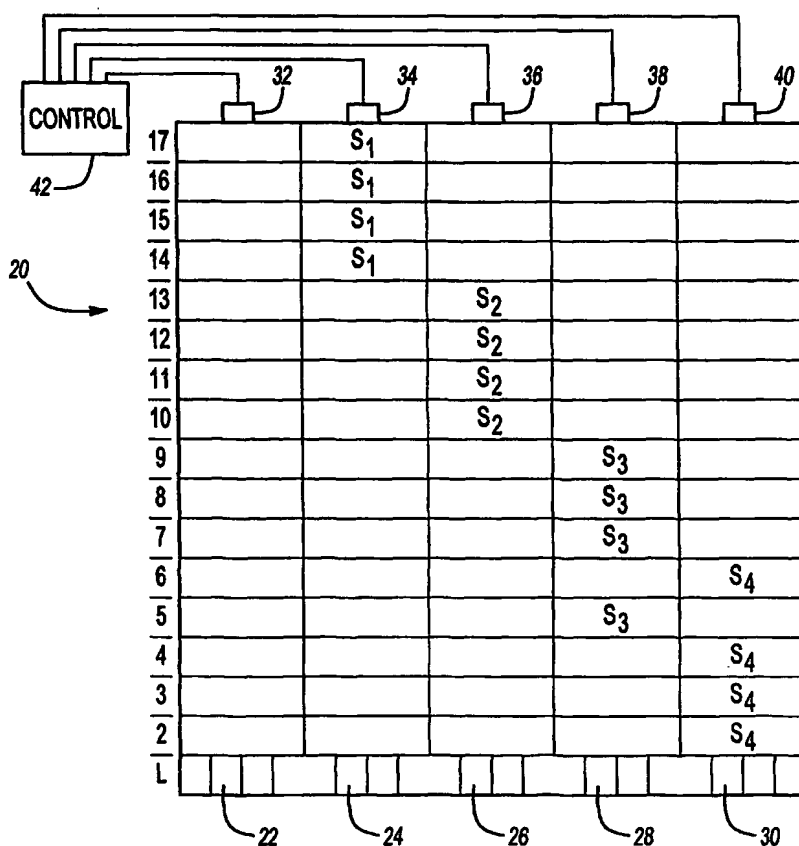 32 34 36 38 40
CONTROL
42
20
17 S1
16 S1
15 S1
14 S1
13 S2
12 S2
11 S2
10 S2
9 S3
8 S3
7 S3
6 S4
5 S3
4 S4
3 S4
2 S4
L
22 24 26 28 30